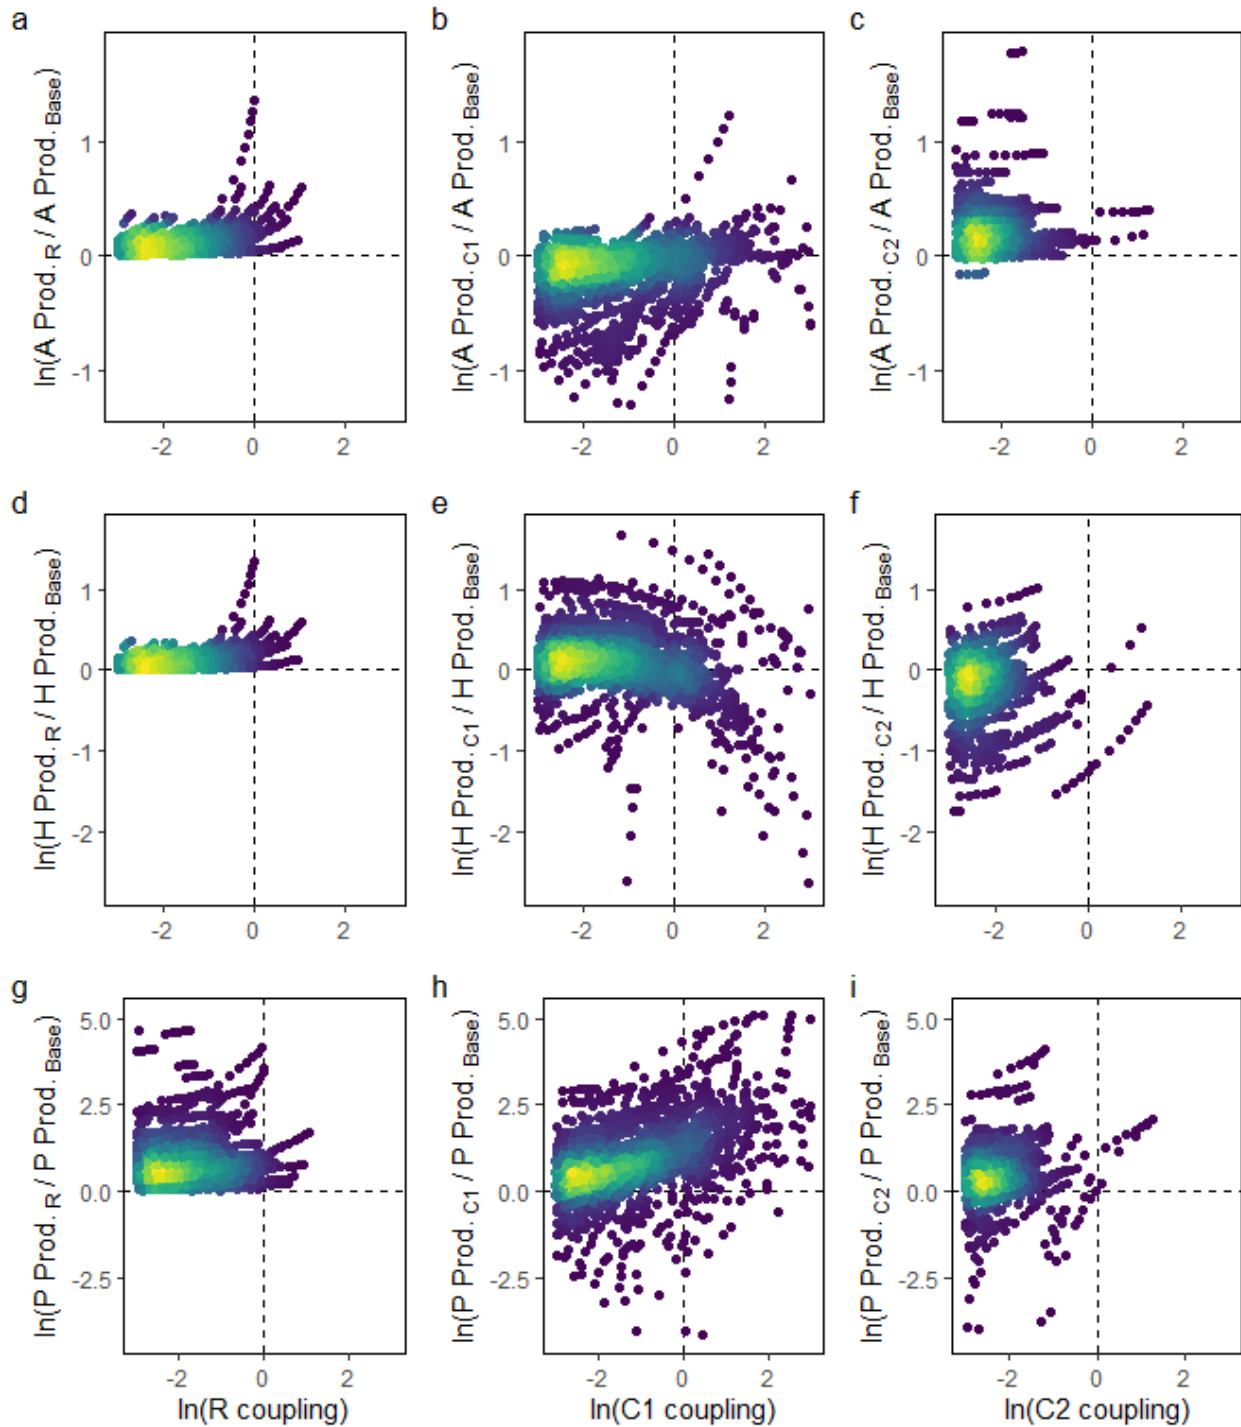 a b c
ln(A Prod. R / A Prod. Base)
1
0
-1
-2 0 2
ln(A Prod. C1 / A Prod. Base)
1
0
-1
-2 0 2
ln(A Prod. C2 / A Prod. Base)
1
0
-1
-2 0 2
d e f
ln(H Prod. R / H Prod. Base)
1
0
-1
-2
-2 0 2
ln(H Prod. C1 / H Prod. Base)
1
0
-1
-2
-2 0 2
ln(H Prod. C2 / H Prod. Base)
1
0
-1
-2
-2 0 2
g h i
ln(P Prod. R / P Prod. Base)
5.0
2.5
0.0
-2.5
-2 0 2
ln(R coupling)
ln(P Prod. C1 / P Prod. Base)
5.0
2.5
0.0
-2.5
-2 0 2
ln(C1 coupling)
ln(P Prod. C2 / P Prod. Base)
5.0
2.5
0.0
-2.5
-2 0 2
ln(C2 coupling)